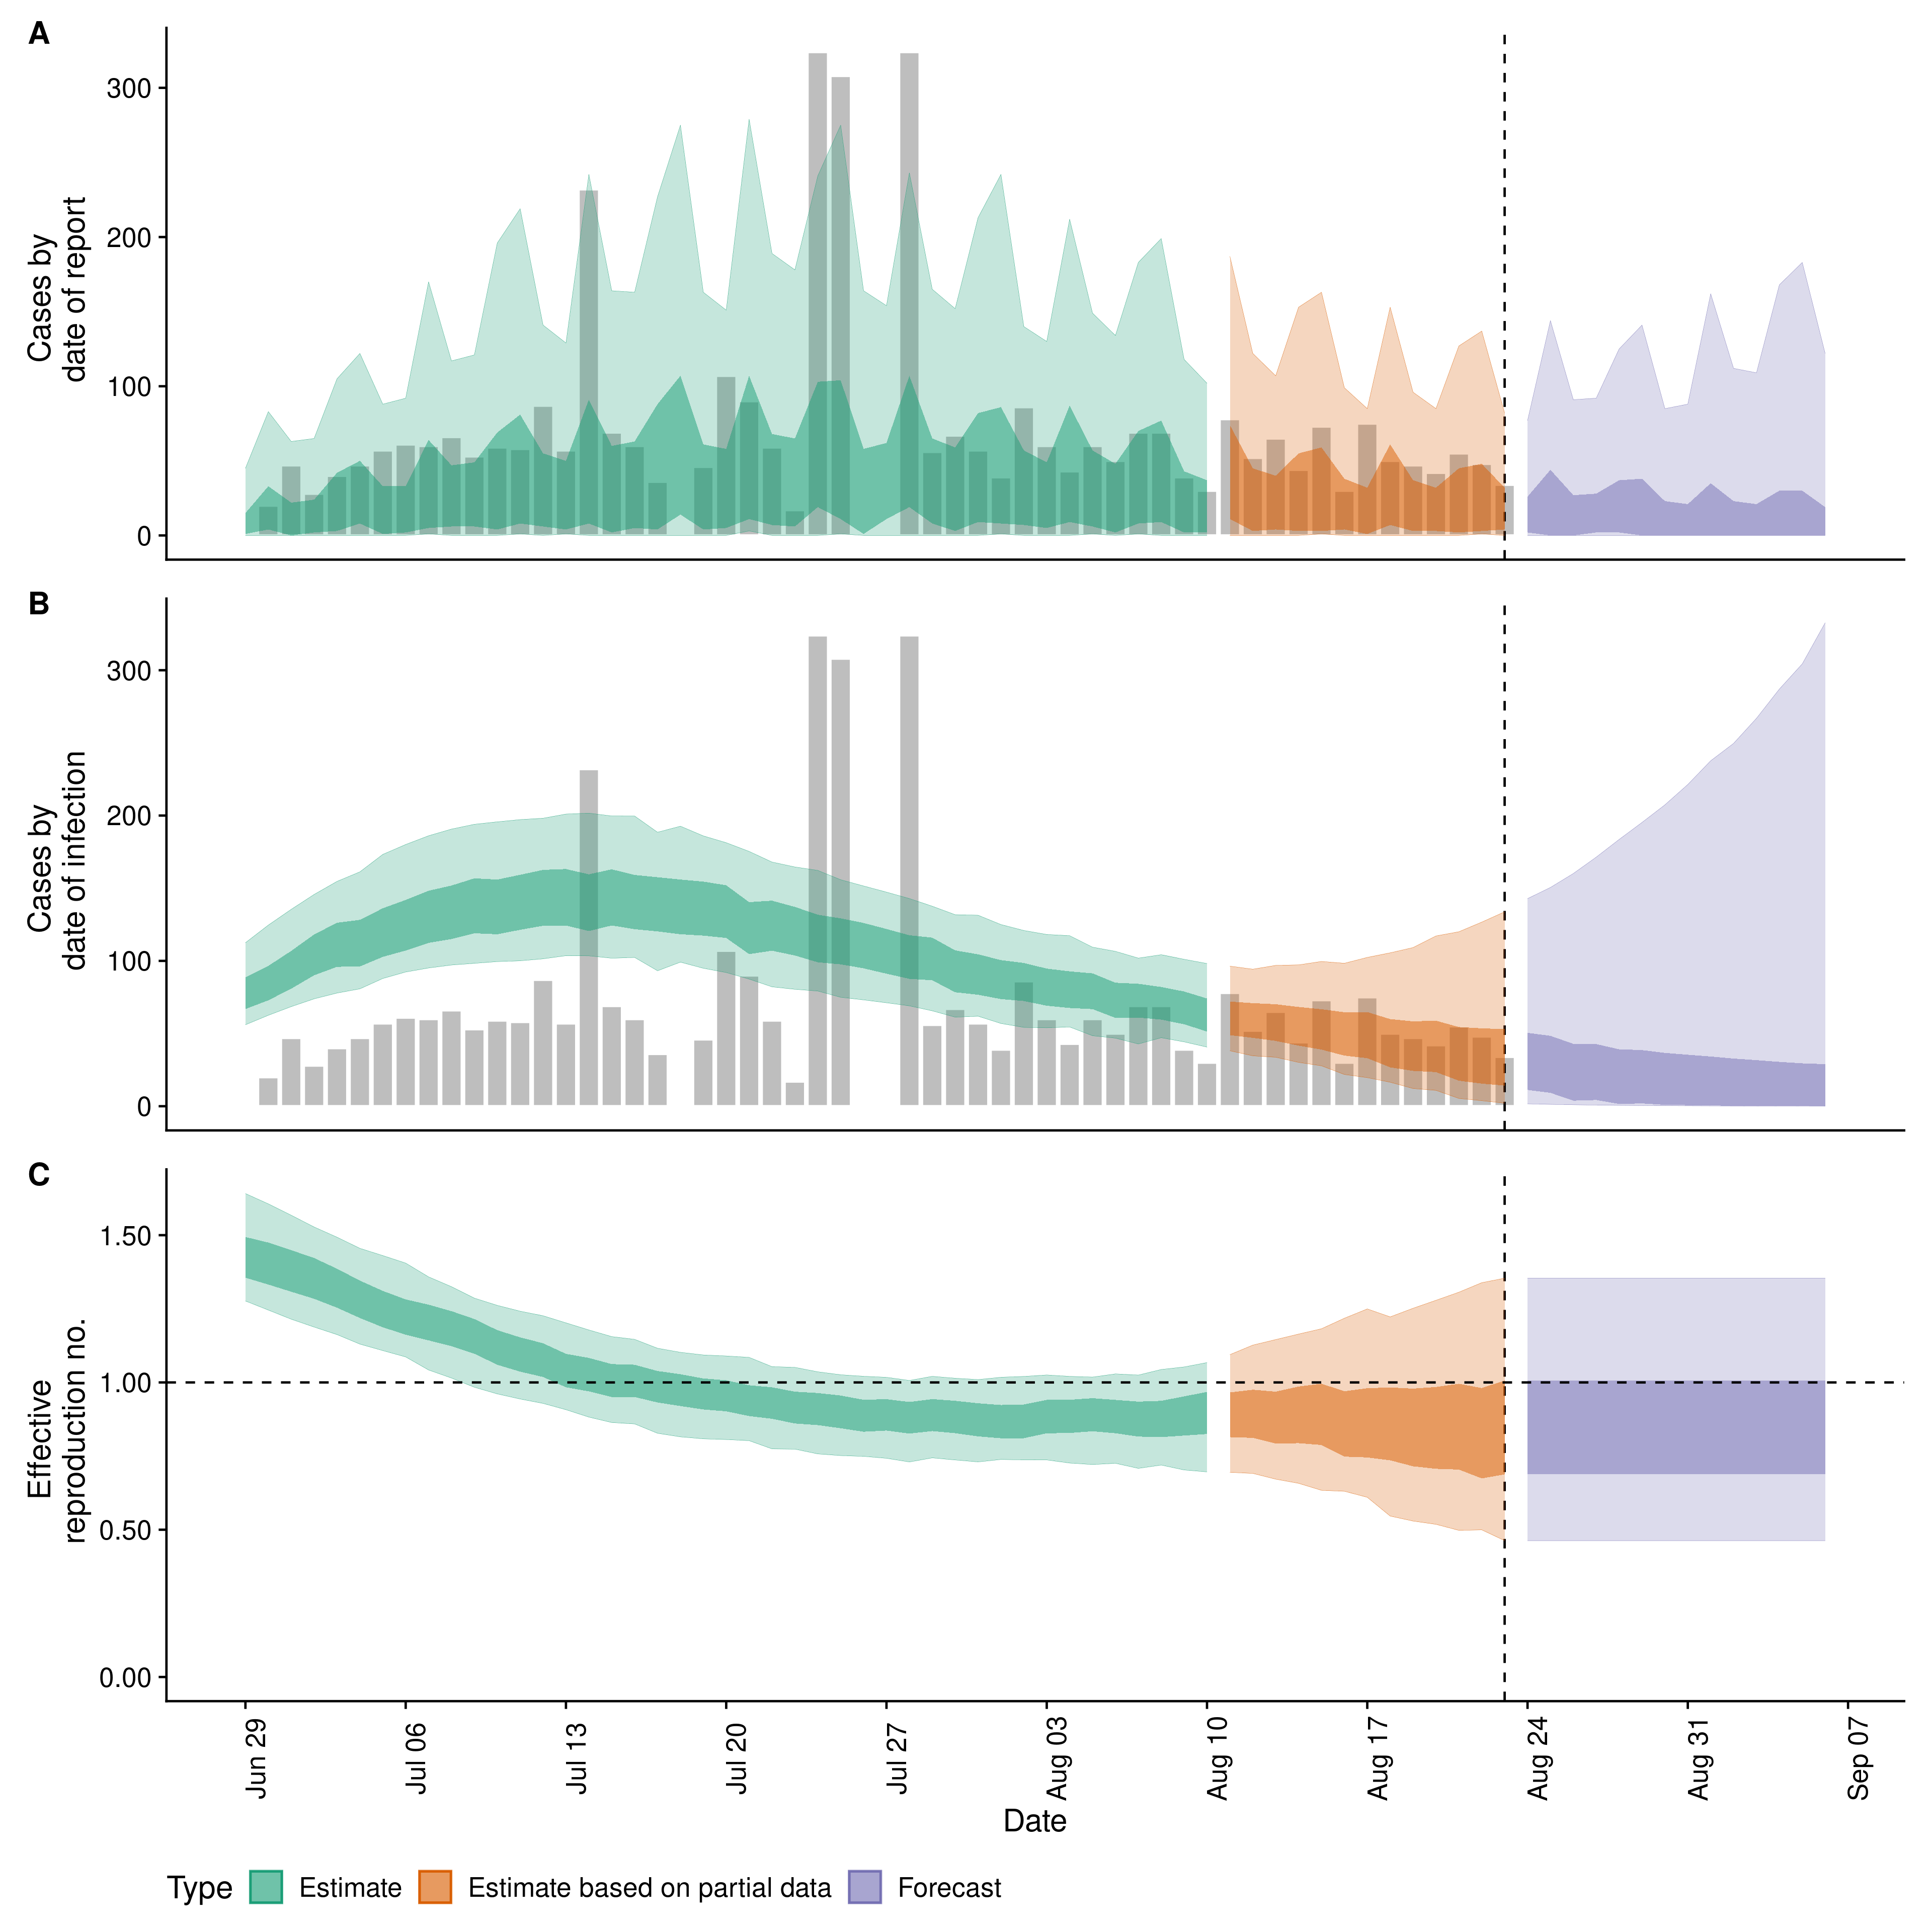 A
Cases by
date of report
300
200
100
0
B
Cases by
date of infection
300
200
100
0
C
Effective
reproduction no.
1.50
1.00
0.50
0.00
Jun 29
Jul 06
Jul 13
Jul 20
Jul 27
Aug 03
Aug 10
Aug 17
Aug 24
Aug 31
Sep 07
Date
Type Estimate Estimate based on partial data Forecast